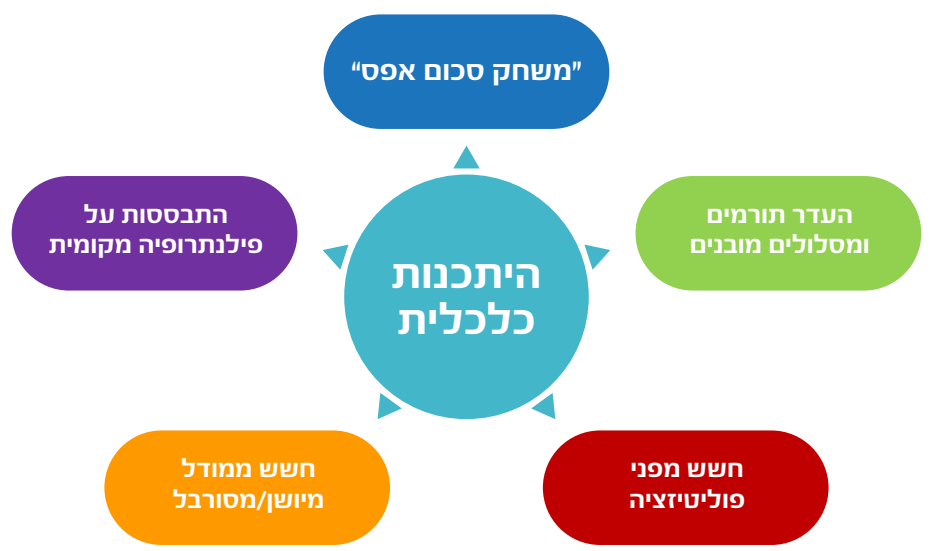 "משחק סכום אפס"
העדר תורמים
ומסלולים מובנים
התבססות על
פילנתרופיה מקומית
היתכנות
כלכלית
חשש מפני
פוליטיזציה
חשש ממודל
מיושן/מסורבל